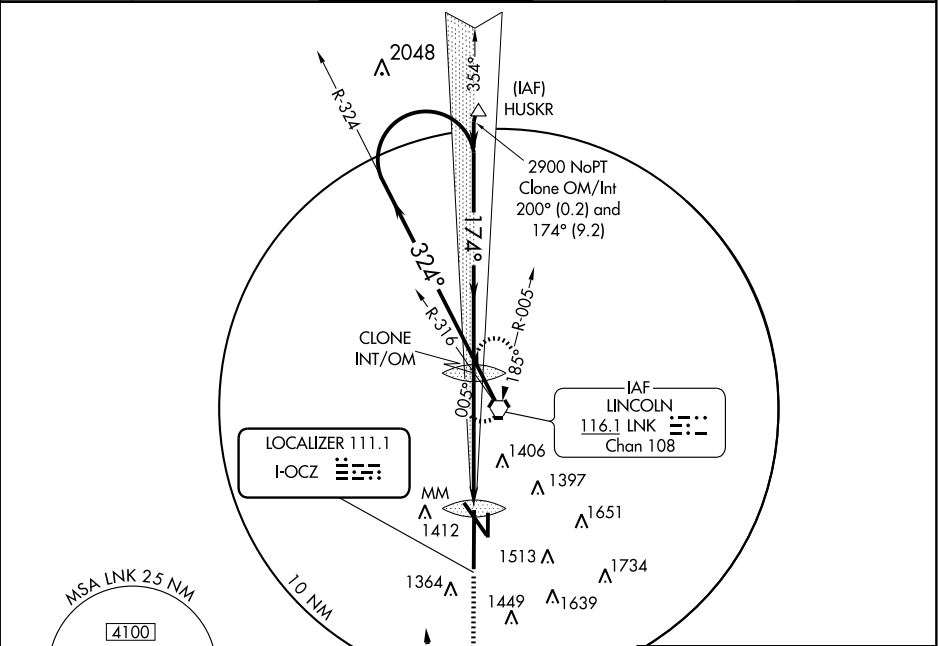 2048
354°
(IAF)
HUSKR
R-324
2900 NoPT
Clone OM/Int
200° (0.2) and
174° (9.2)
174°
324°
R-005
R-316
185°
CLONE
INT/OM
005°
IAF
LINCOLN
116.1 LNK
Chan 108
LOCALIZER 111.1
I-OCZ
1406
1397
MM
1412
1651
1513
1734
1364
1639
1449
10 NM
MSA LNK 25 NM
4100